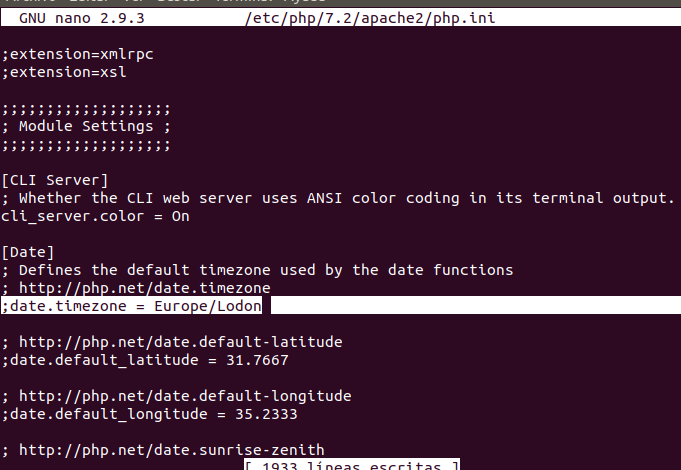 GNU nano 2.9.3 /etc/php/7.2/apache2/php.ini
;extension=xmlrpc
;extension=xsl
;;;;;;;;;;;;;;;;;;;
; Module Settings ;
;;;;;;;;;;;;;;;;;;;
[CLI Server]
; Whether the CLI web server uses ANSI color coding in its terminal output.
cli_server.color = On
[Date]
; Defines the default timezone used by the date functions
; http://php.net/date.timezone
;date.timezone = Europe/Lodon
; http://php.net/date.default-latitude
;date.default_latitude = 31.7667
; http://php.net/date.default-longitude
;date.default_longitude = 35.2333
; http://php.net/date.sunrise-zenith
[ 1933 líneas escritas ]